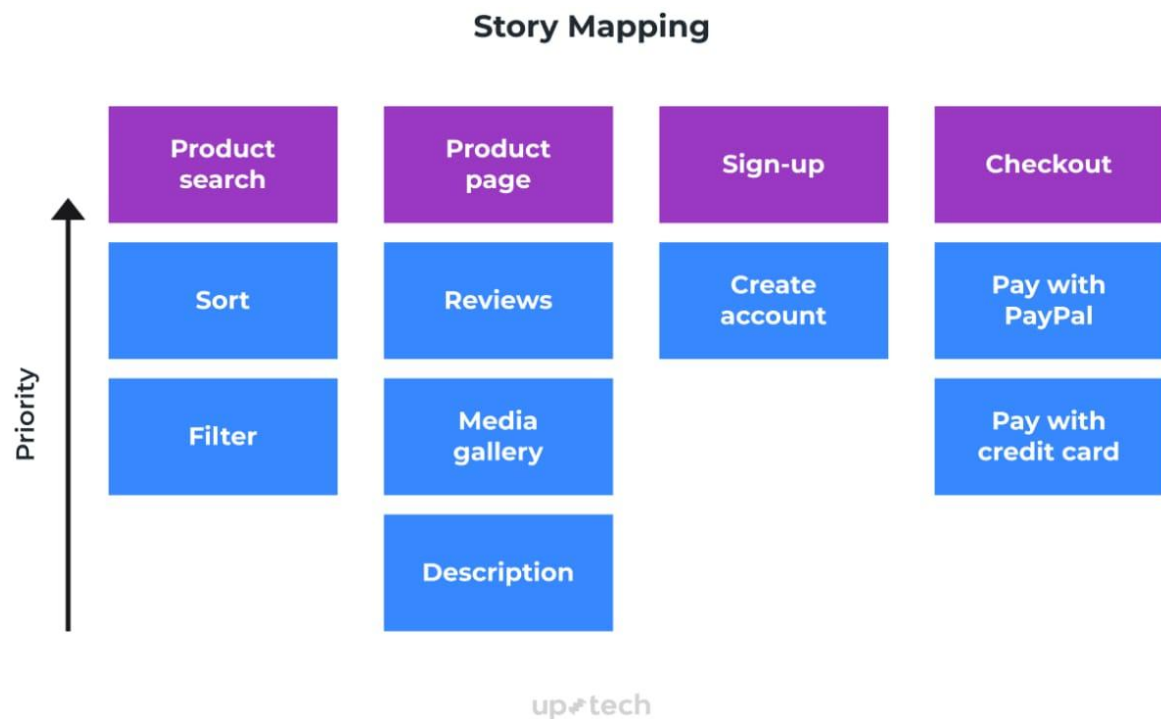 Story Mapping
Product
search
Product
page
Sign-up
Checkout
Sort
Reviews
Create
account
Pay with
PayPal
Filter
Media
gallery
Pay with
credit card
Description
Priority
uptech